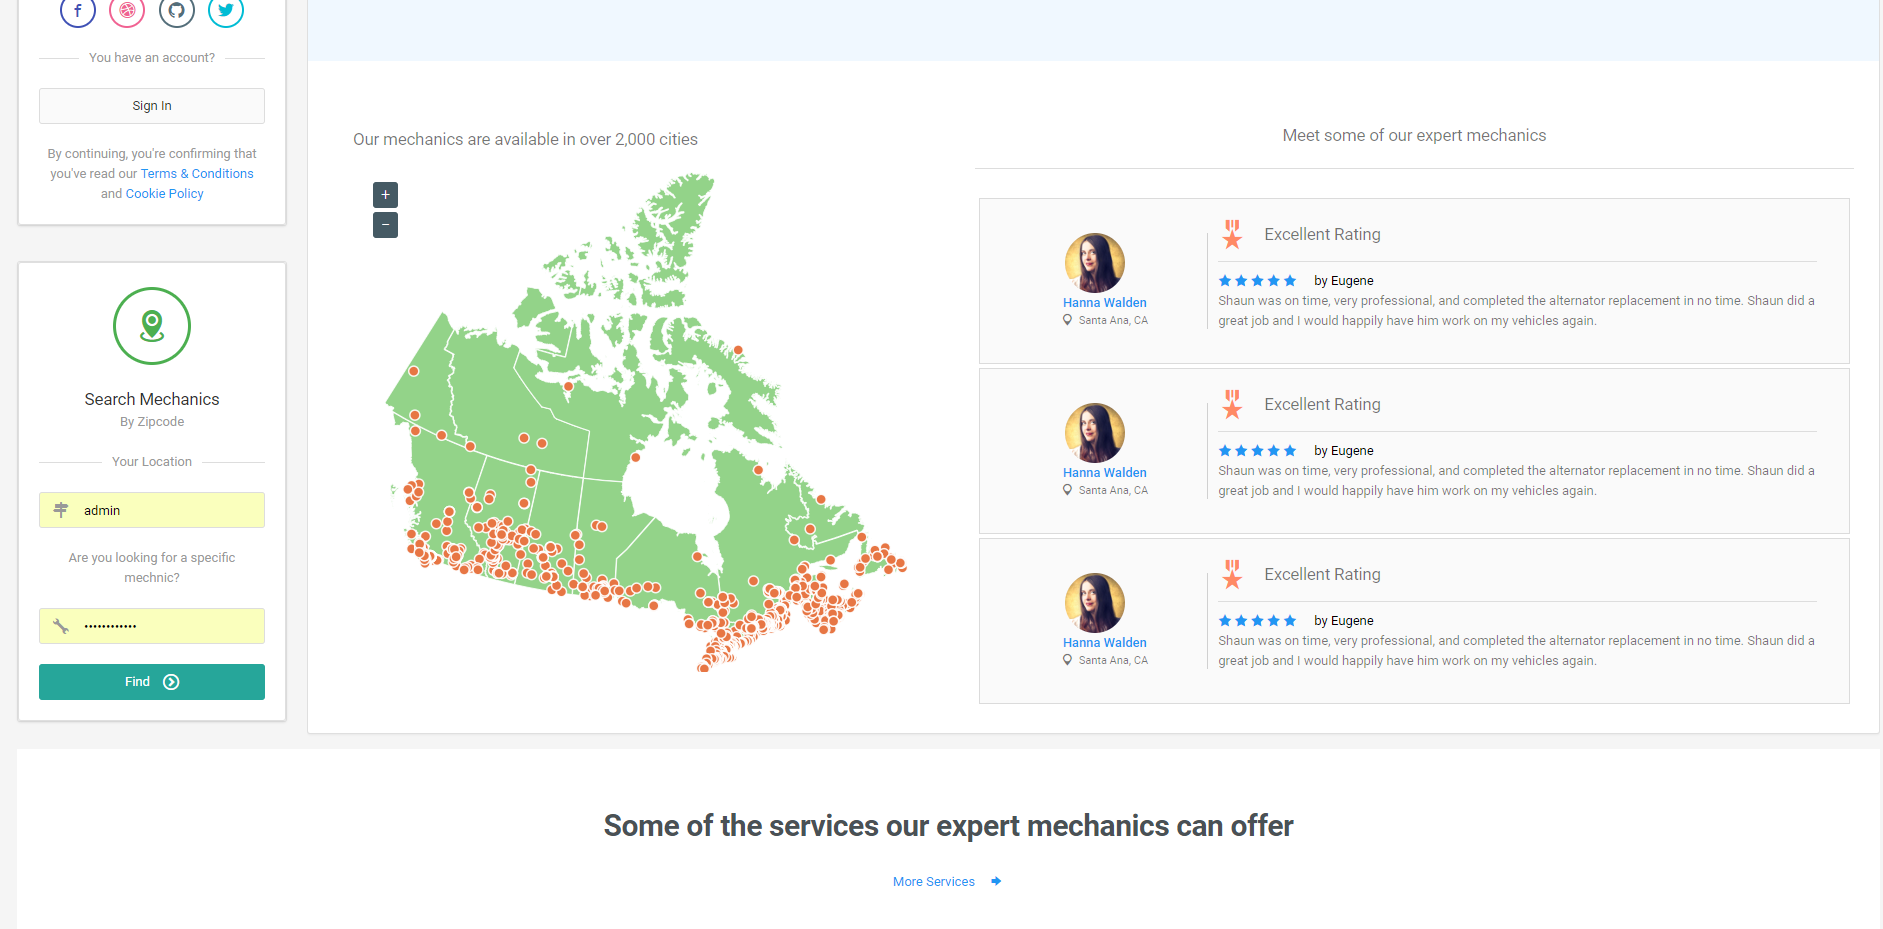 You have an account?
Sign In
By continuing, you're confirming that
you've read our Terms & Conditions
and Cookie Policy
Search Mechanics
By Zipcode
Your Location
admin
Are you looking for a specific
mechnic?
••••••••••••
Find
Our mechanics are available in over 2,000 cities
+
−
Meet some of our expert mechanics
Hanna Walden
Santa Ana, CA
Excellent Rating
by Eugene
Shaun was on time, very professional, and completed the alternator replacement in no time. Shaun did a
great job and I would happily have him work on my vehicles again.
Hanna Walden
Santa Ana, CA
Excellent Rating
by Eugene
Shaun was on time, very professional, and completed the alternator replacement in no time. Shaun did a
great job and I would happily have him work on my vehicles again.
Hanna Walden
Santa Ana, CA
Excellent Rating
by Eugene
Shaun was on time, very professional, and completed the alternator replacement in no time. Shaun did a
great job and I would happily have him work on my vehicles again.
Some of the services our expert mechanics can offer
More Services